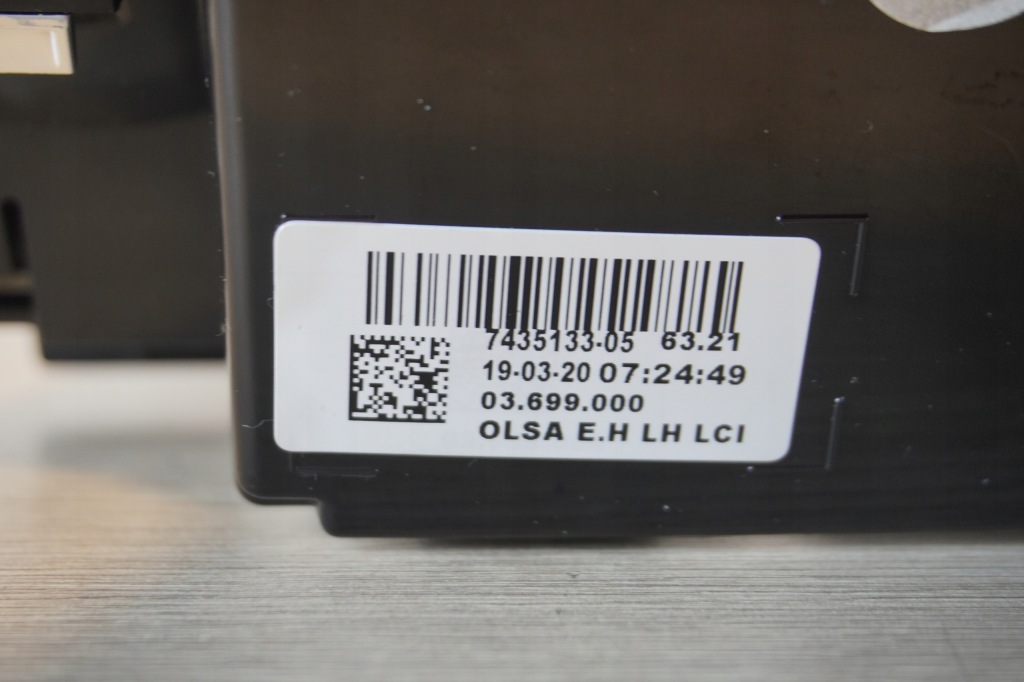 7435133-05 63.21
19-03-20 07:24:49
03.699.000
OLSA E.H LH LCI